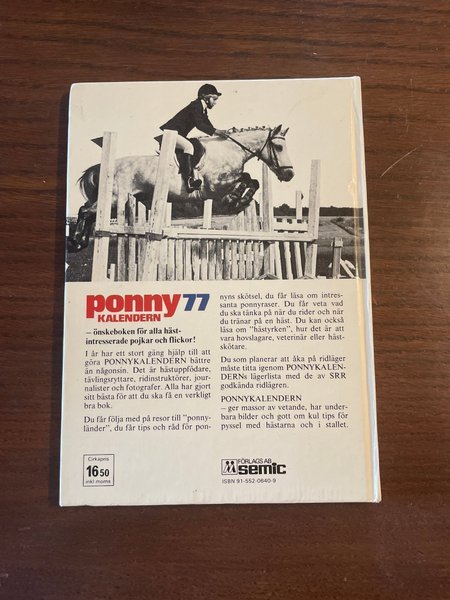 ponny 77
KALENDERN
– önskeboken för alla häst-
intresserade pojkar och flickor!
I år har ett stort gäng hjälp till att
göra PONNYKALENDERN bättre
än någonsin. Det är hästuppfödare,
tävlingsryttare, ridinstruktörer, jour-
nalister och fotografer. Alla har gjort
sitt bästa för att du ska få en verkligt
bra bok.
Du får följa med på resor till "ponny-
länder", du får tips och råd för pon-
nyns skötsel, du får läsa om intres-
santa ponnyraser. Du får veta vad
du ska tänka på när du rider och när
du tränar på en häst. Du kan också
läsa om "hästyrken", hur det är att
vara hovslagare, veterinär eller häst-
skötare.
Du som planerar att åka på ridläger
måste titta igenom PONNYKALEN-
DERNs lägerlista med de av SRR
godkända ridlägren.
PONNYKALENDERN
– ger massor av vetande, har under-
bara bilder och gott om kul tips för
pyssel med hästarna och i stallet.
Cirkapris
16 50
inkl moms
FÖRLAGS AB
semic
ISBN 91-552-0640-9